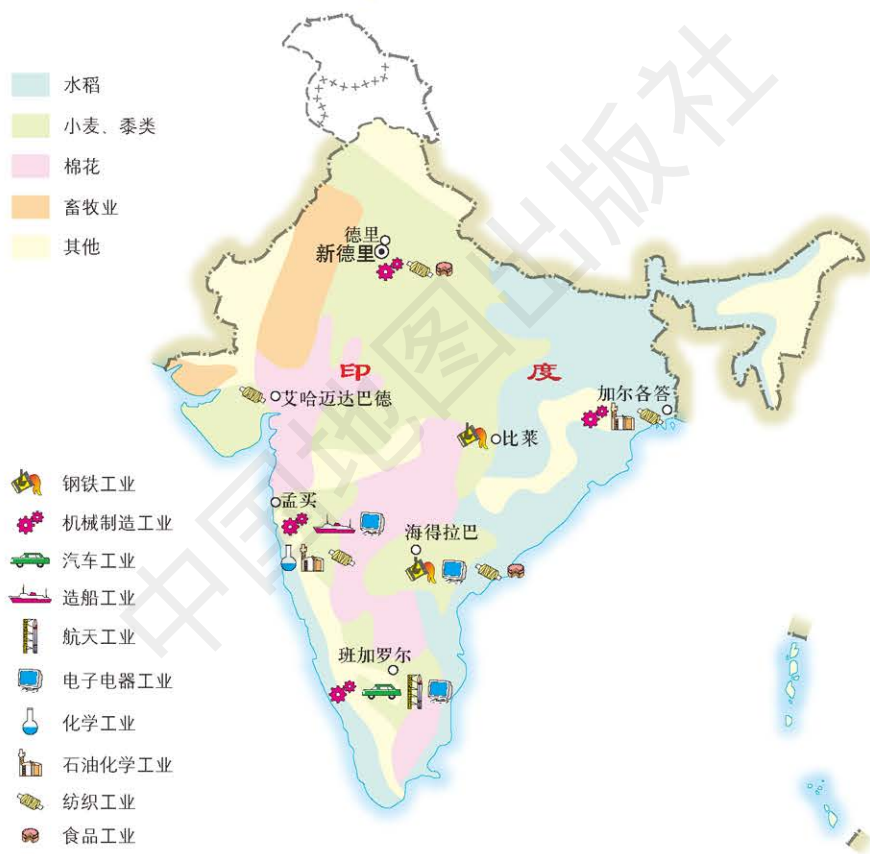 水稻
小麦、黍类
棉花
畜牧业
其他
德里
新德里
印度
艾哈迈达巴德
加尔各答
比莱
孟买
海得拉巴
班加罗尔
钢铁工业
机械制造工业
汽车工业
造船工业
航天工业
电子电器工业
化学工业
石油化学工业
纺织工业
食品工业
中国地图出版社